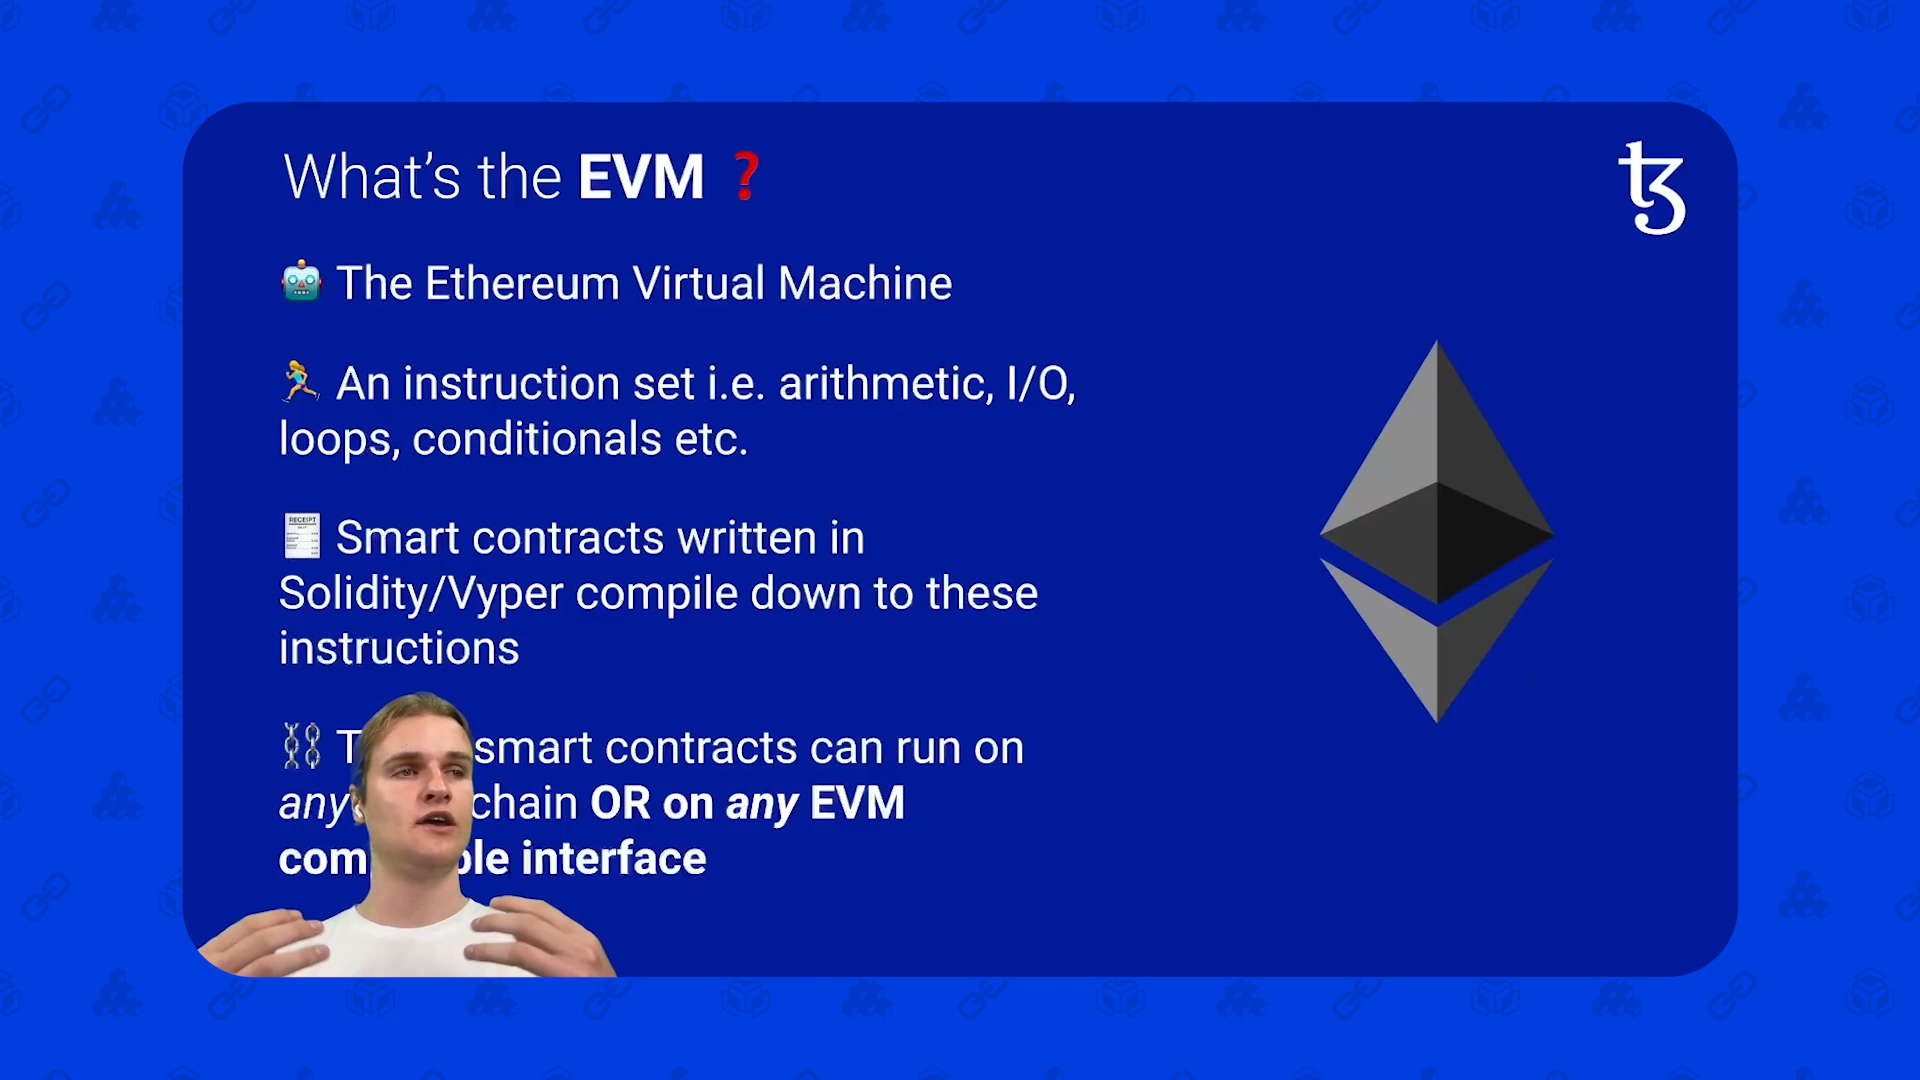 What's the EVM ❓
The Ethereum Virtual Machine
An instruction set i.e. arithmetic, I/O,
loops, conditionals etc.
RECEIPT
Smart contracts written in
Solidity/Vyper compile down to these
instructions
smart contracts can run on
any chain OR on any EVM
interface